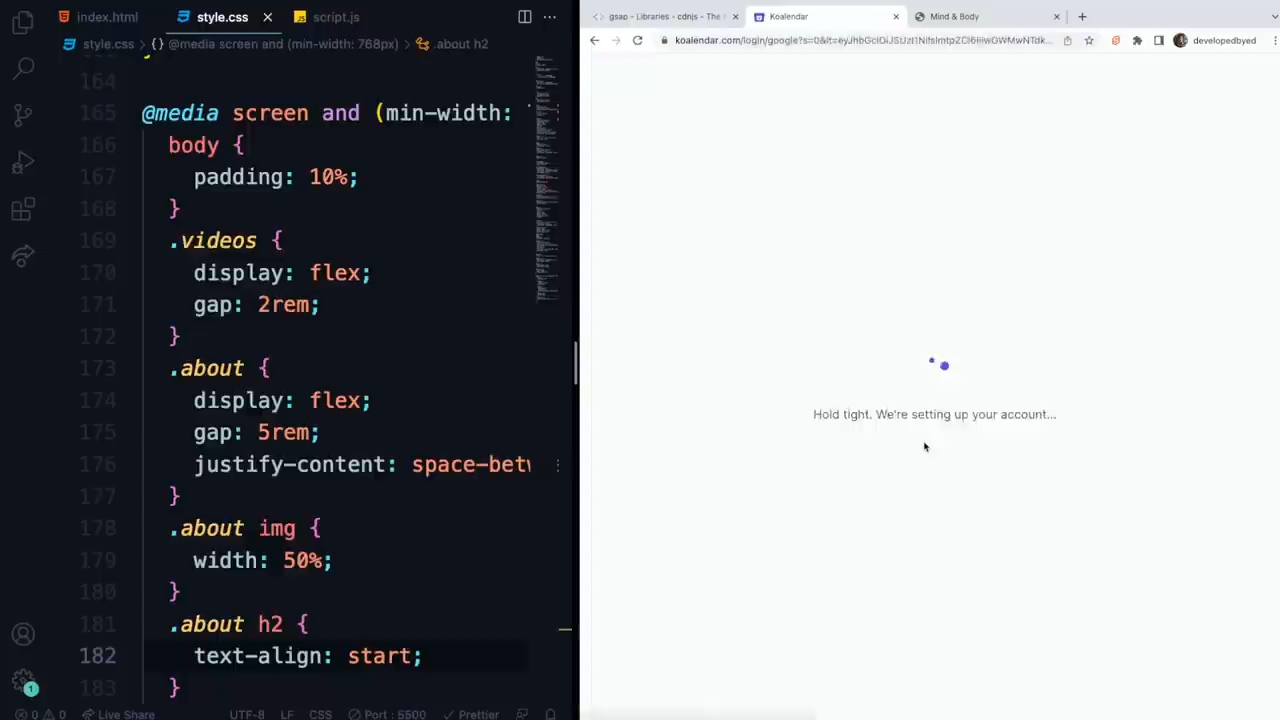 index.html
style.css
script.js
style.css > {} @media screen and (min-width: 768px) > .about h2
164
165 @media screen and (min-width:
166 body {
167 padding: 10%;
168 }
169 .videos {
170 display: flex;
171 gap: 2rem;
172 }
173 .about {
174 display: flex;
175 gap: 5rem;
176 justify-content: space-betw
177 }
178 .about img {
179 width: 50%;
180 }
181 .about h2 {
182 text-align: start;
183 }
1
0 0 Live Share UTF-8 LF CSS Port : 5500 Prettier
gsap - Libraries - cdnjs - The
Koalendar
Mind & Body
developedbyed
Hold tight. We're setting up your account...